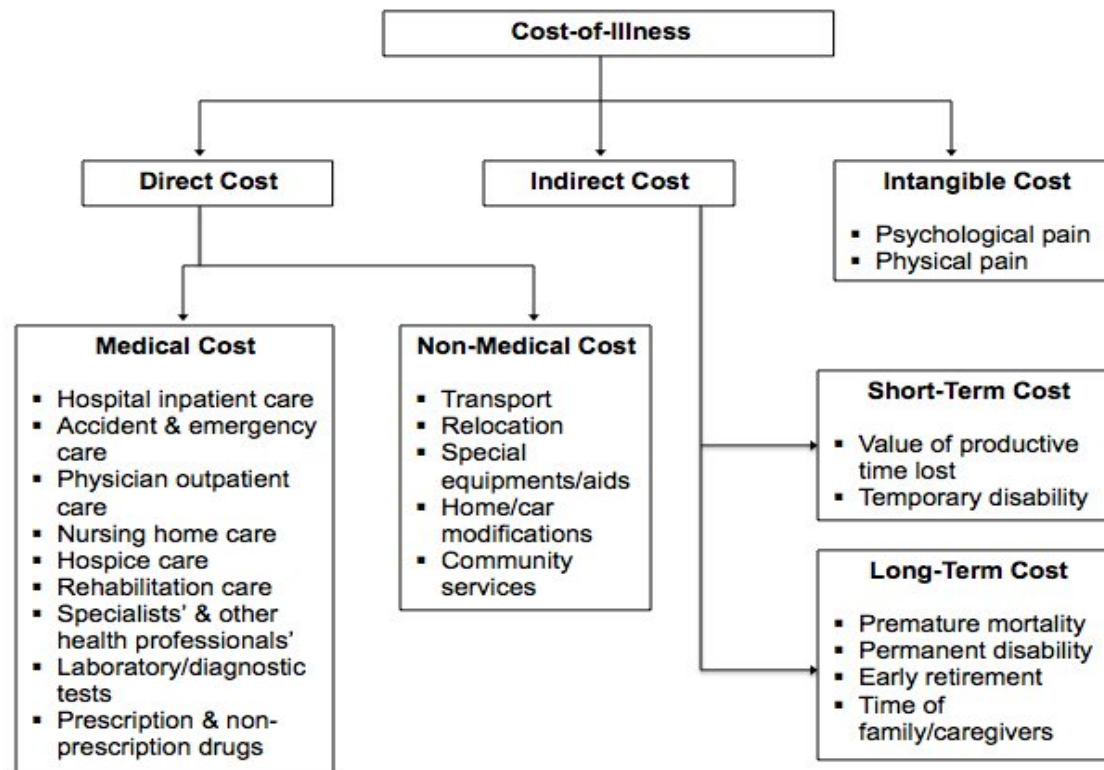 Cost-of-Illness
Direct Cost
Indirect Cost
Intangible Cost
▪ Psychological pain
▪ Physical pain
Medical Cost
▪ Hospital inpatient care
▪ Accident & emergency
care
▪ Physician outpatient
care
▪ Nursing home care
▪ Hospice care
▪ Rehabilitation care
▪ Specialists’ & other
health professionals’
▪ Laboratory/diagnostic
tests
▪ Prescription & non-
prescription drugs
Non-Medical Cost
▪ Transport
▪ Relocation
▪ Special
equipments/aids
▪ Home/car
modifications
▪ Community
services
Short-Term Cost
▪ Value of productive
time lost
▪ Temporary disability
Long-Term Cost
▪ Premature mortality
▪ Permanent disability
▪ Early retirement
▪ Time of
family/caregivers